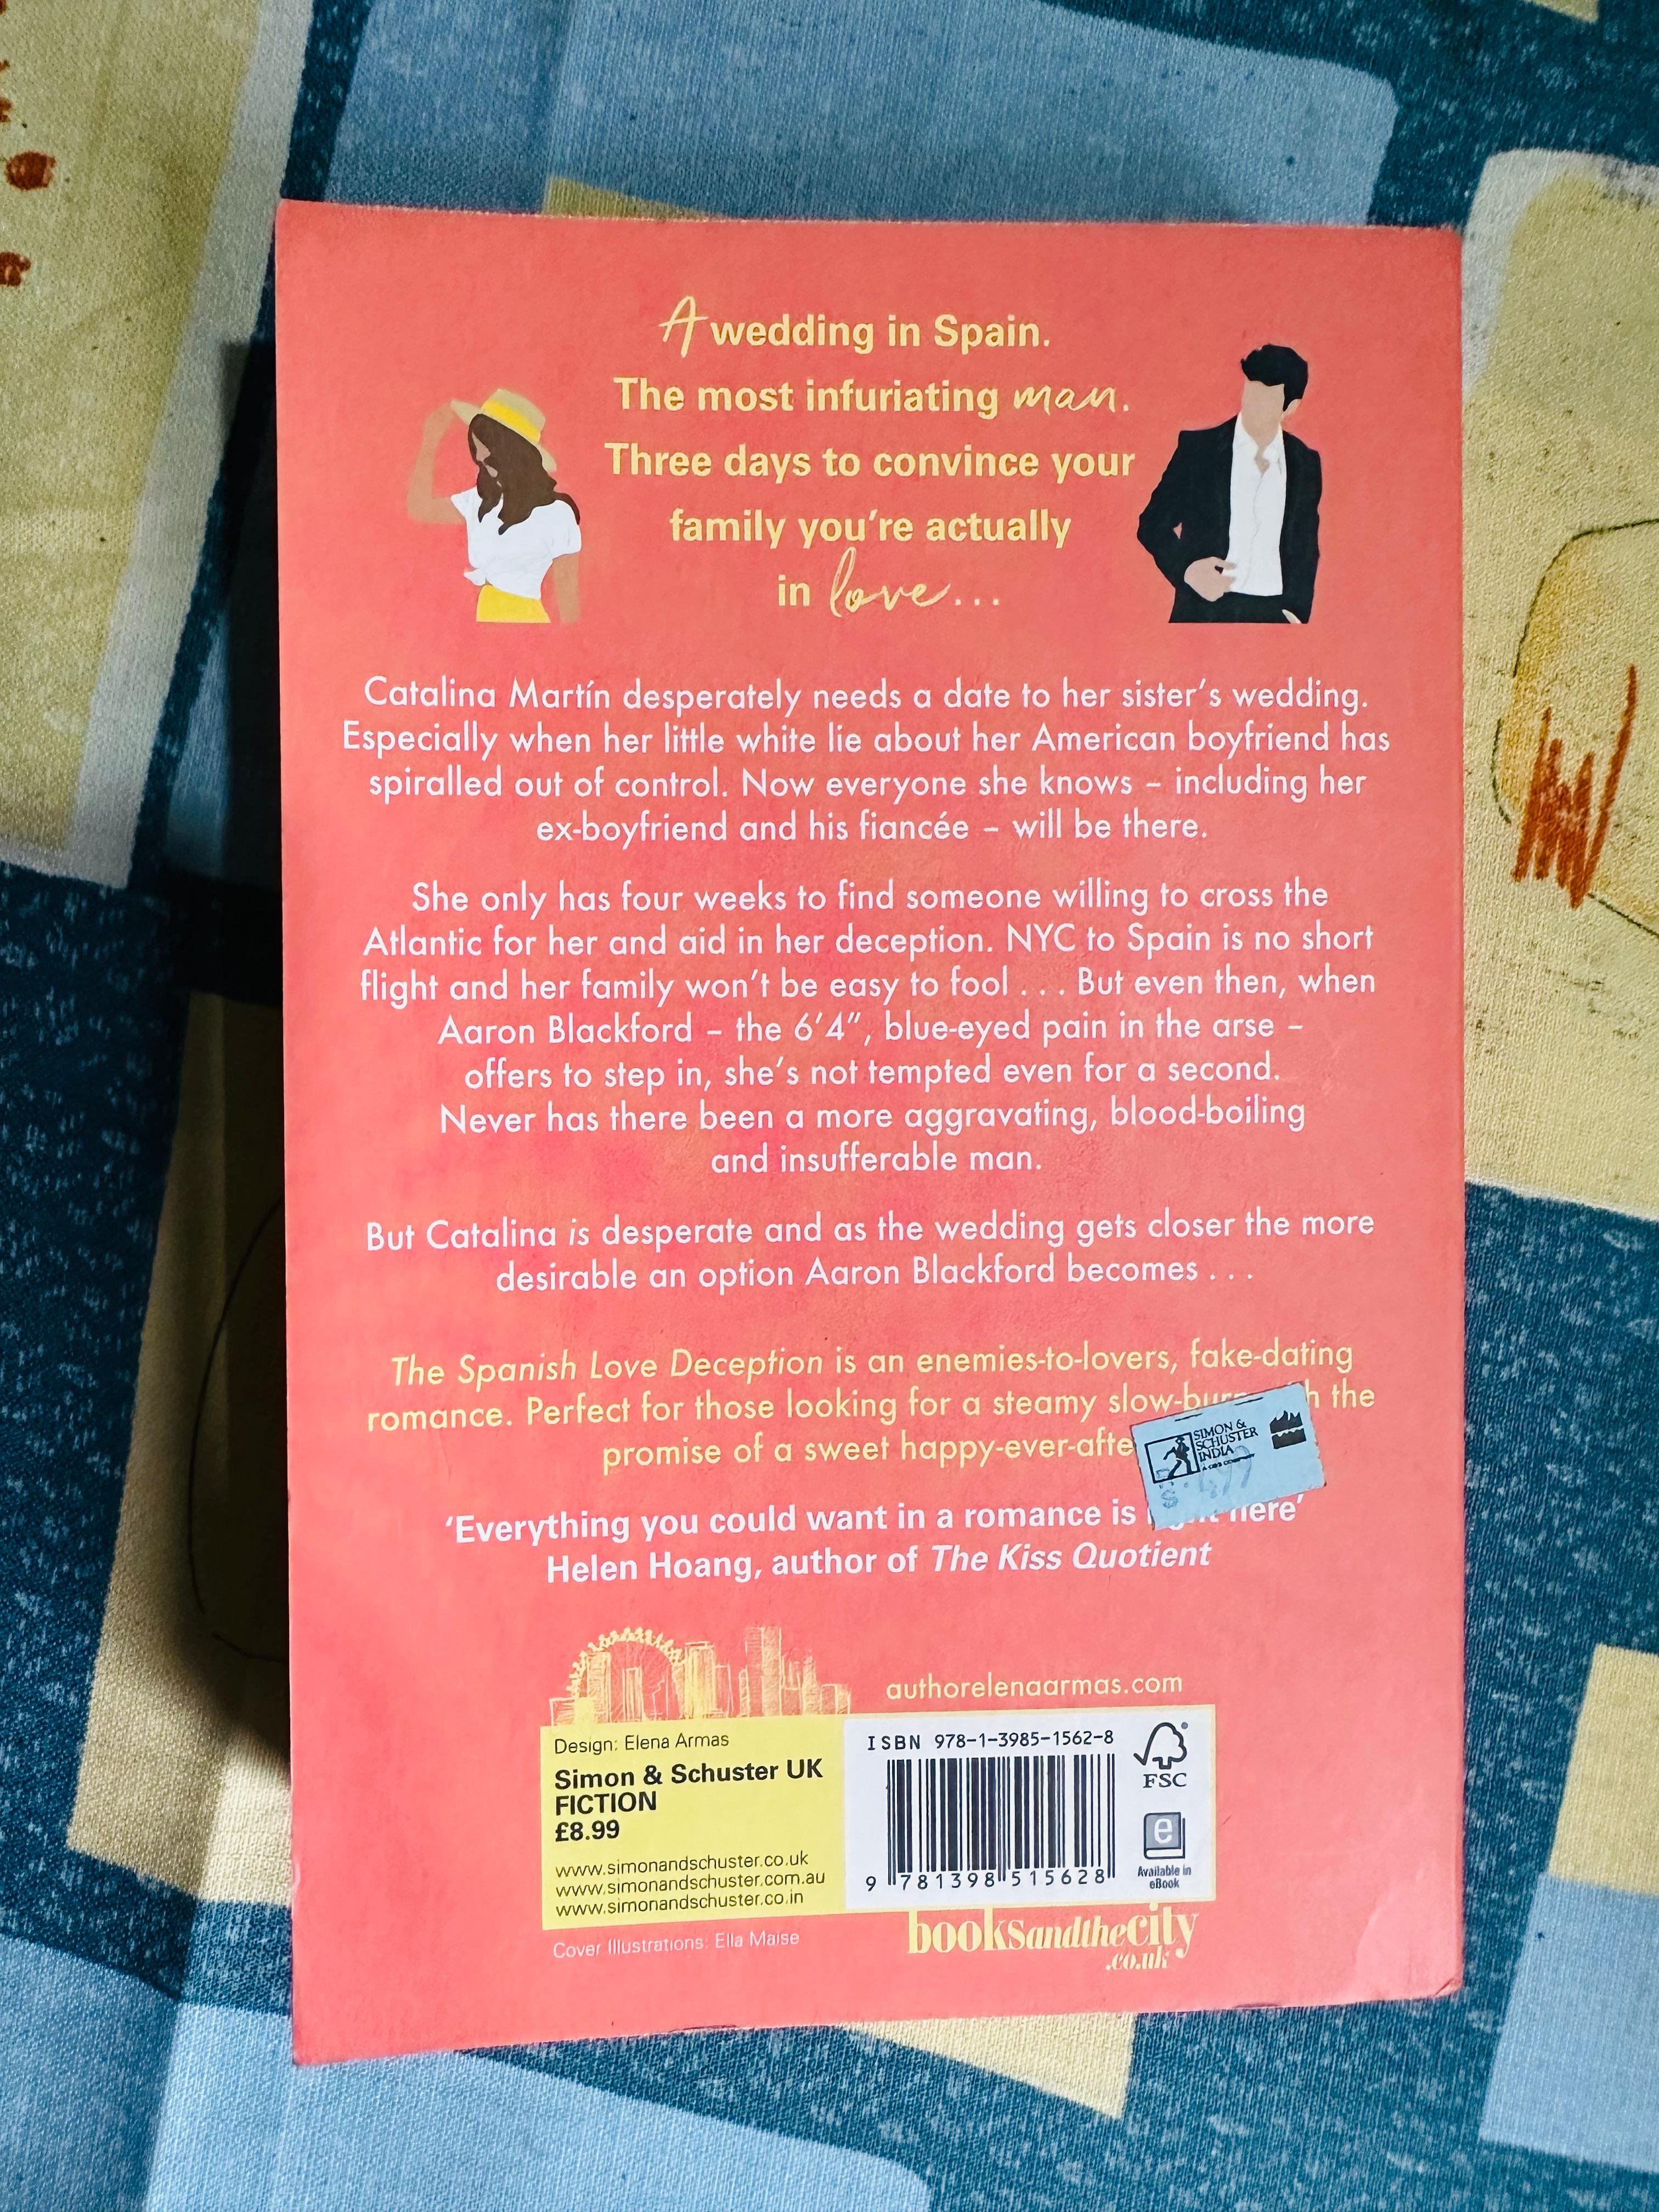 A wedding in Spain.
The most infuriating man.
Three days to convince your
family you're actually
in love...
Catalina Martín desperately needs a date to her sister's wedding.
Especially when her little white lie about her American boyfriend has
spiralled out of control. Now everyone she knows – including her
ex-boyfriend and his fiancée – will be there.
She only has four weeks to find someone willing to cross the
Atlantic for her and aid in her deception. NYC to Spain is no short
flight and her family won't be easy to fool . . . But even then, when
Aaron Blackford – the 6'4", blue-eyed pain in the arse –
offers to step in, she's not tempted even for a second.
Never has there been a more aggravating, blood-boiling
and insufferable man.
But Catalina is desperate and as the wedding gets closer the more
desirable an option Aaron Blackford becomes . . .
The Spanish Love Deception is an enemies-to-lovers, fake-dating
romance. Perfect for those looking for a steamy the
promise of a sweet
SIMON &
SCHUSTER
INDIA
A CBS COMPANY
'Everything you could want in a romance is here'
Helen Hoang, author of The Kiss Quotient
authorelenaarmas.com
Design: Elena Armas
Simon & Schuster UK
FICTION
£8.99
www.simonandschuster.co.uk
www.simonandschuster.com.au
www.simonandschuster.co.in
Cover Illustrations: Ella Maise
ISBN 978-1-3985-1562-8
9 781398 515628
FSC
e
Available in
eBook
booksandthecity
.co.uk